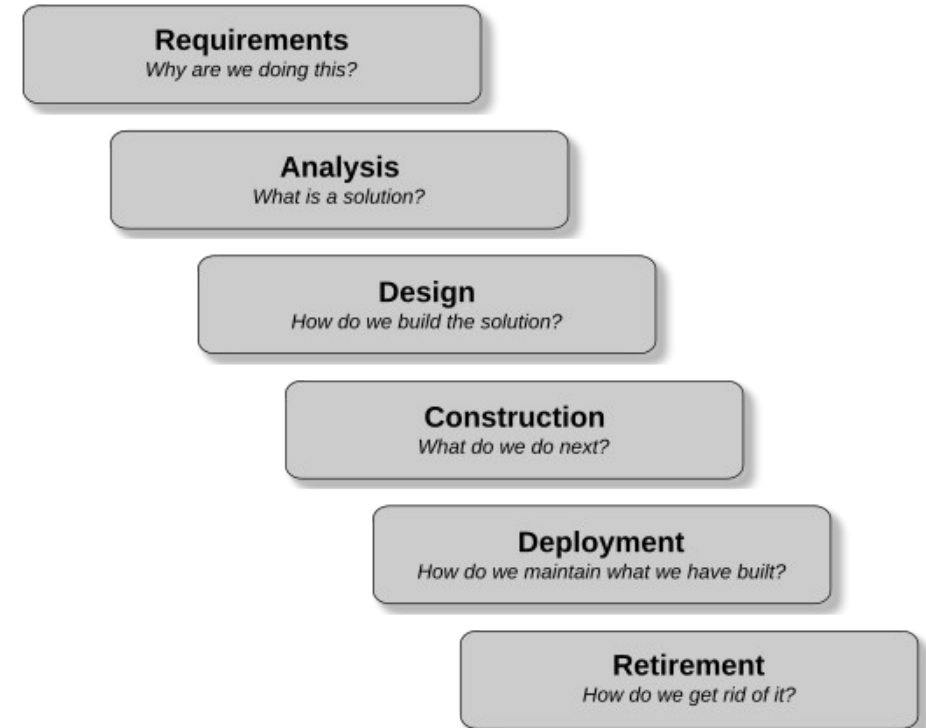 Requirements
Why are we doing this?
Analysis
What is a solution?
Design
How do we build the solution?
Construction
What do we do next?
Deployment
How do we maintain what we have built?
Retirement
How do we get rid of it?